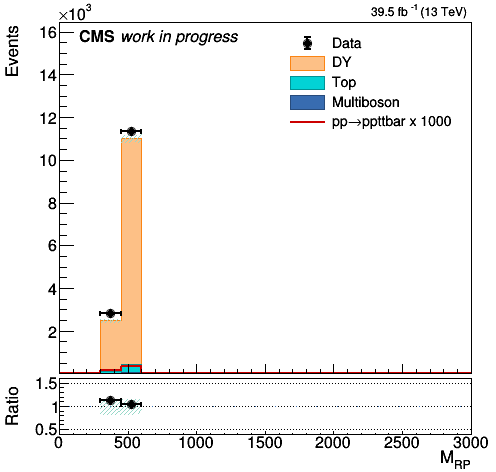 ×10³
39.5 fb⁻¹ (13 TeV)
Events
16
14
12
10
8
6
4
2
CMS work in progress
Data
DY
Top
Multiboson
pp→ppttbar x 1000
Ratio
1.5
1
0.5
0 500 1000 1500 2000 2500 3000
M_RP